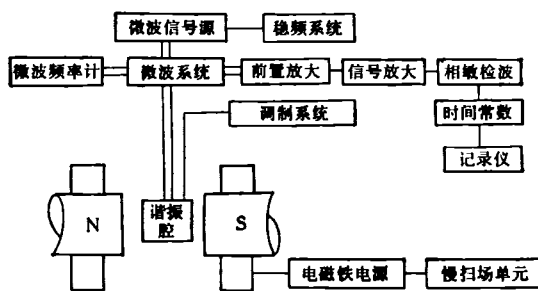 微波信号源 稳频系统
微波频率计 微波系统 前置放大 信号放大 相敏检波
调制系统 时间常数
记录仪
N 谐振腔 S
电磁铁电源 慢扫场单元